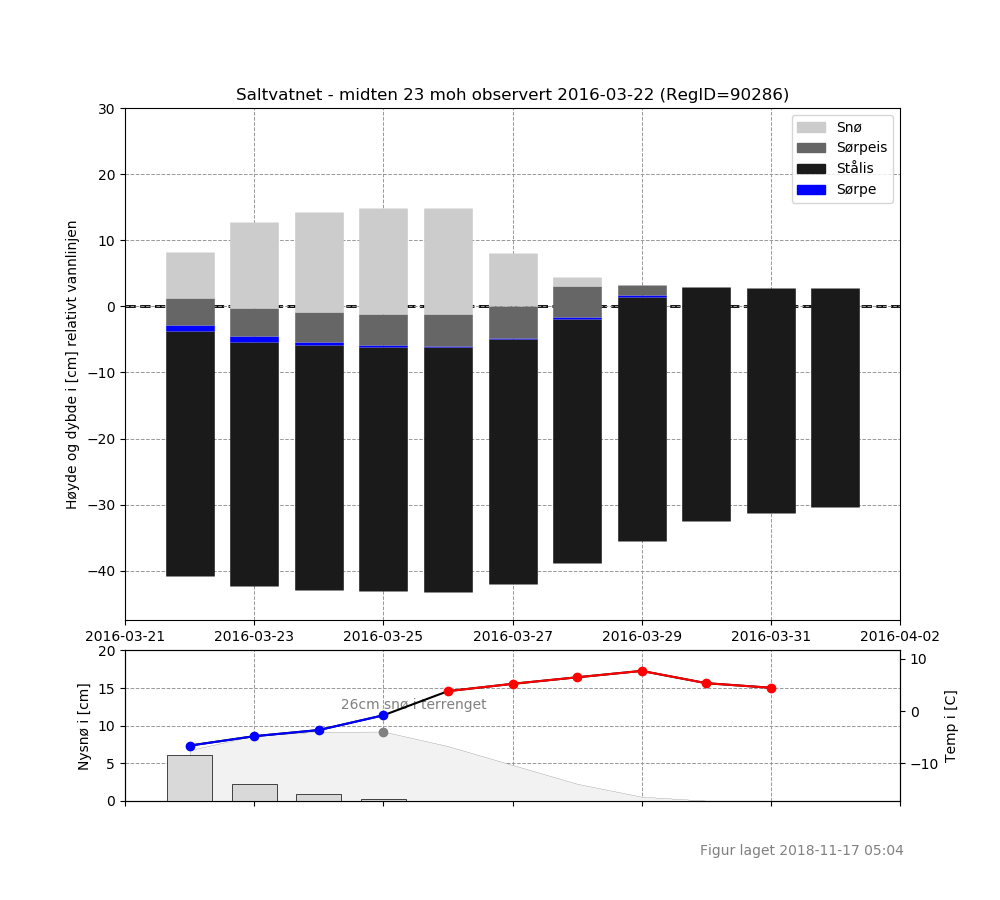 Saltvatnet - midten 23 moh observert 2016-03-22 (RegID=90286)
Høyde og dybde i [cm] relativt vannlinjen
30
20
10
0
−10
−20
−30
−40
Snø
Sørpeis
Stålis
Sørpe
2016-03-21 2016-03-23 2016-03-25 2016-03-27 2016-03-29 2016-03-31 2016-04-02
Nysnø i [cm]
20
15
10
5
0
26cm snø i terrenget
10
0
−10
Temp i [C]
Figur laget 2018-11-17 05:04